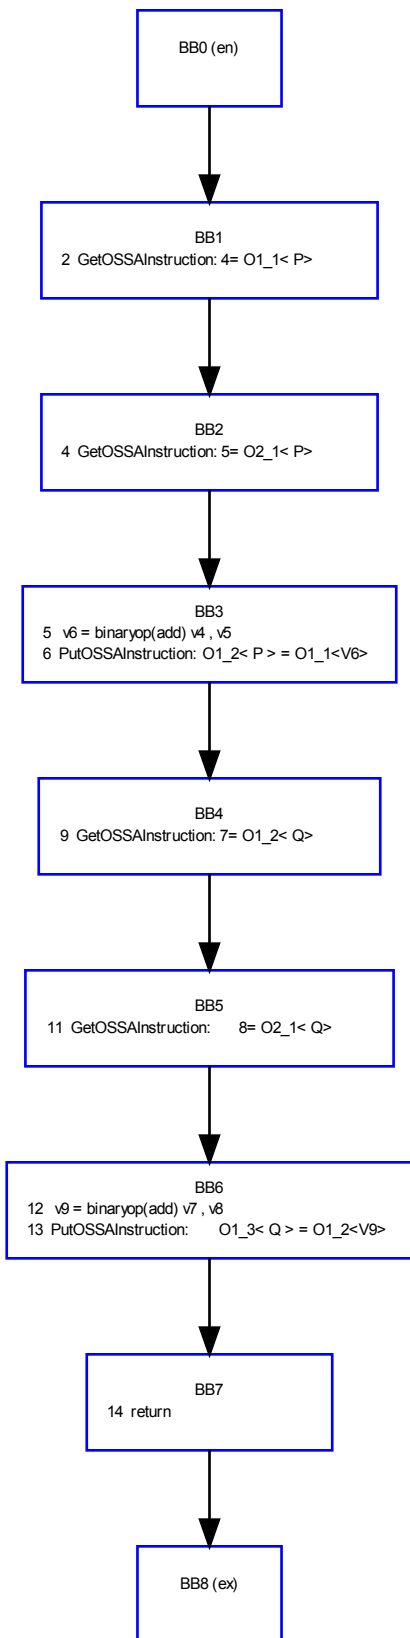 BB0 (en)
BB1
2 GetOSSAInstruction: 4= O1_1< P>
BB2
4 GetOSSAInstruction: 5= O2_1< P>
BB3
5 v6 = binaryop(add) v4 , v5
6 PutOSSAInstruction: O1_2< P > = O1_1<V6>
BB4
9 GetOSSAInstruction: 7= O1_2< Q>
BB5
11 GetOSSAInstruction: 8= O2_1< Q>
BB6
12 v9 = binaryop(add) v7 , v8
13 PutOSSAInstruction: O1_3< Q > = O1_2<V9>
BB7
14 return
BB8 (ex)